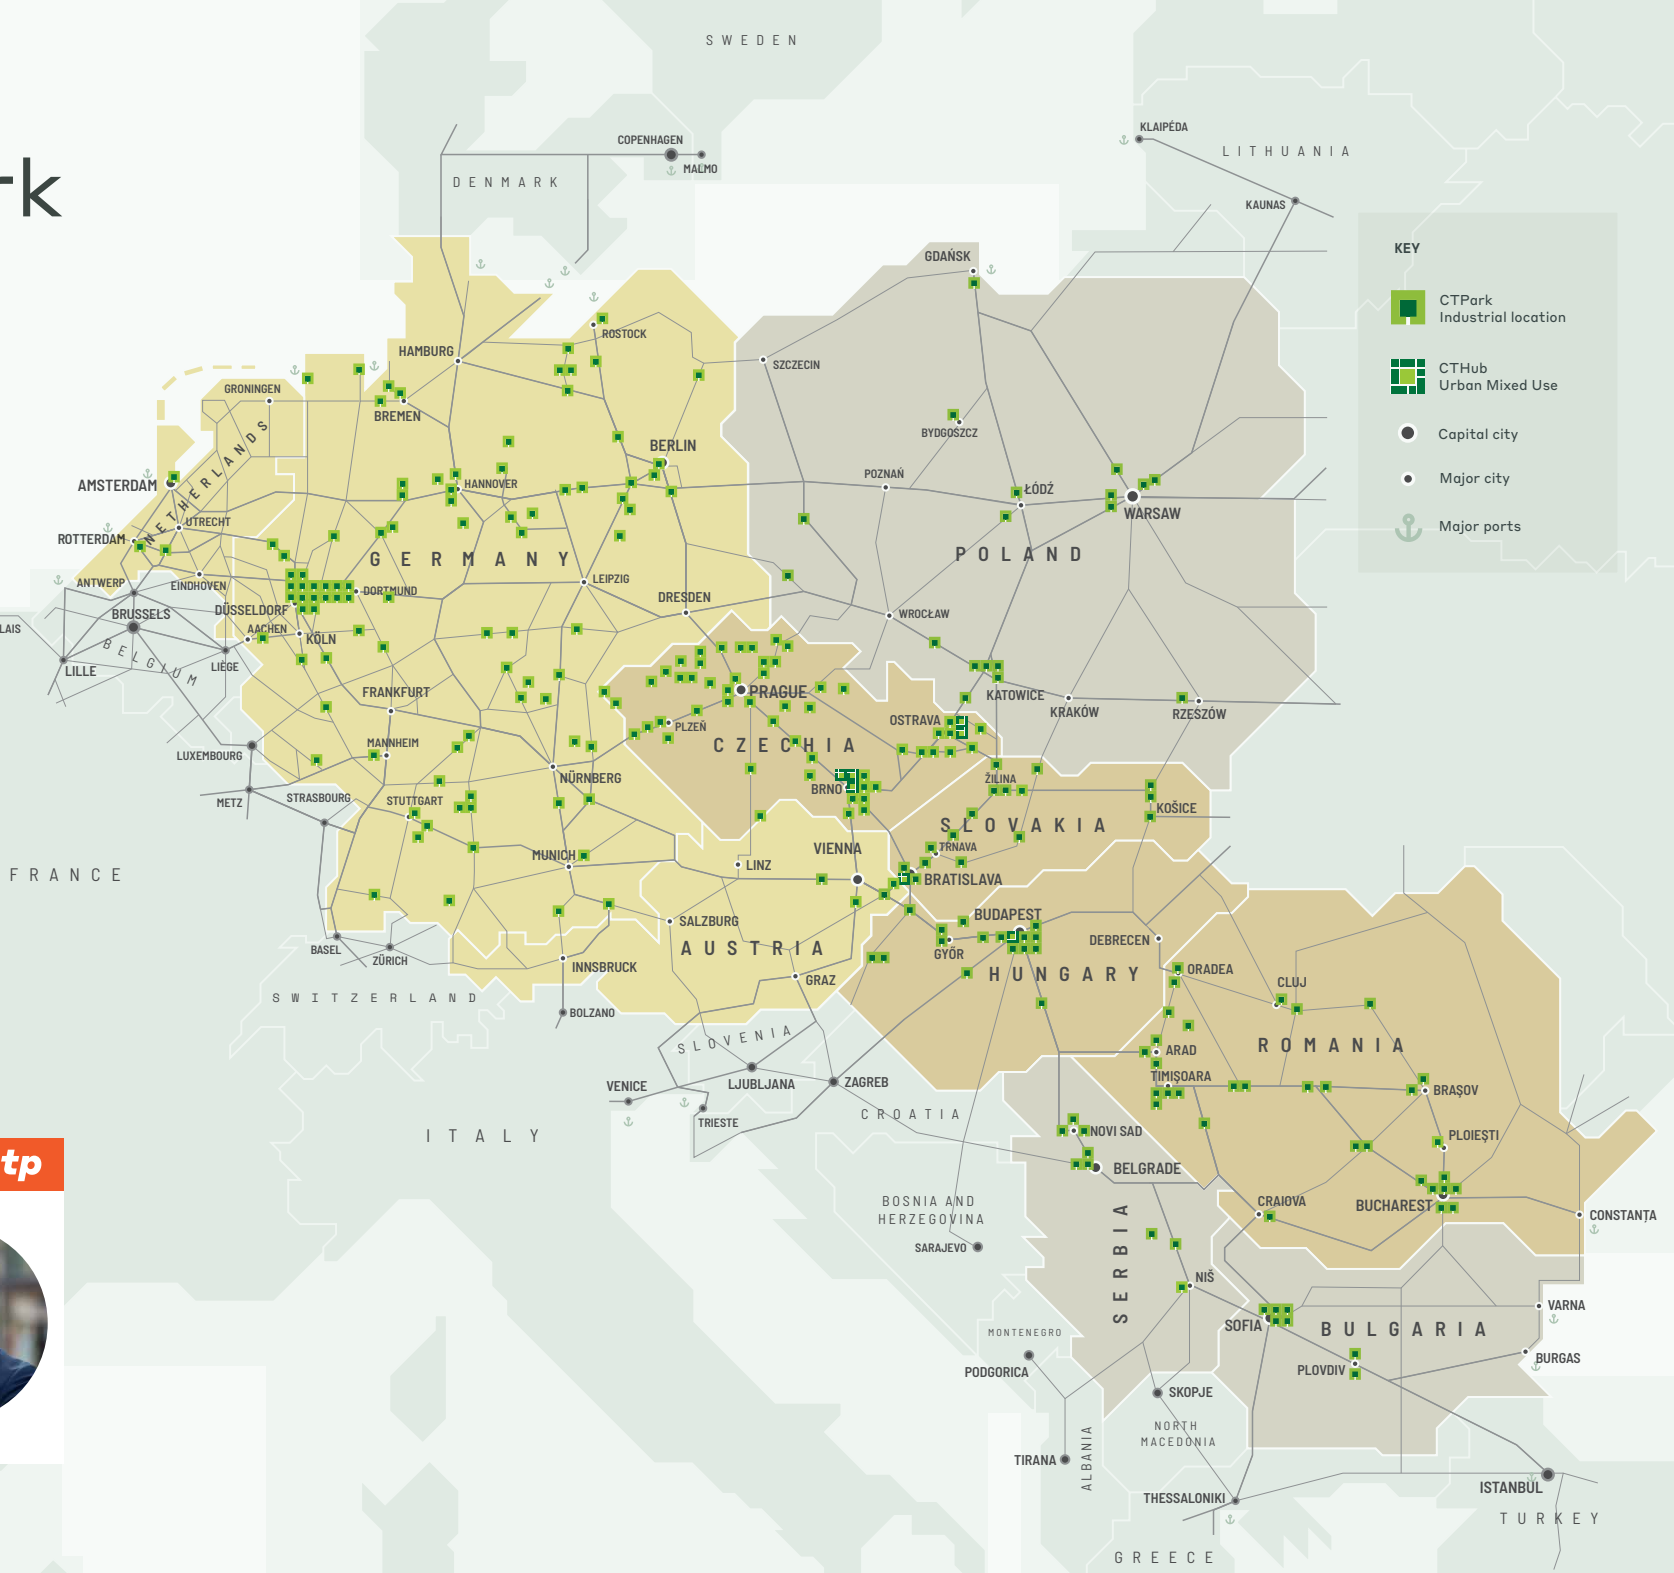 rk
SWEDEN
COPENHAGEN
MALMO
DENMARK
KLAIPĖDA
LITHUANIA
KAUNAS
KEY
CTPark
Industrial location
CTHub
Urban Mixed Use
Capital city
Major city
Major ports
GDAŃSK
ROSTOCK
HAMBURG
SZCZECIN
GRONINGEN
BREMEN
BYDGOSZCZ
BERLIN
NETHERLANDS
AMSTERDAM
HANNOVER
POZNAŃ
ŁÓDŹ
WARSAW
UTRECHT
ROTTERDAM
GERMANY
POLAND
ANTWERP
EINDHOVEN
LEIPZIG
DORTMUND
DRESDEN
BRUSSELS
DÜSSELDORF
WROCŁAW
LAIS
AACHEN
KÖLN
BELGIUM
LIÈGE
LILLE
FRANKFURT
PRAGUE
KATOWICE
KRAKÓW
RZESZÓW
PLZEŇ
OSTRAVA
LUXEMBOURG
MANNHEIM
CZECHIA
NÜRNBERG
ŽILINA
BRNO
METZ
STRASBOURG
STUTTGART
KOŠICE
SLOVAKIA
FRANCE
MUNICH
LINZ
VIENNA
TRNAVA
BRATISLAVA
SALZBURG
BUDAPEST
BASEL
ZÜRICH
AUSTRIA
GYŐR
DEBRECEN
INNSBRUCK
GRAZ
HUNGARY
ORADEA
CLUJ
SWITZERLAND
BOLZANO
SLOVENIA
ROMANIA
ARAD
TIMIȘOARA
VENICE
LJUBLJANA
ZAGREB
BRAȘOV
TRIESTE
CROATIA
ITALY
NOVI SAD
PLOIEȘTI
tp
BELGRADE
BOSNIA AND
HERZEGOVINA
CRAIOVA
BUCHAREST
CONSTANȚA
SARAJEVO
SERBIA
NIŠ
VARNA
MONTENEGRO
SOFIA
BULGARIA
PODGORICA
PLOVDIV
BURGAS
SKOPJE
NORTH
MACEDONIA
TIRANA
ALBANIA
THESSALONIKI
ISTANBUL
TURKEY
GREECE